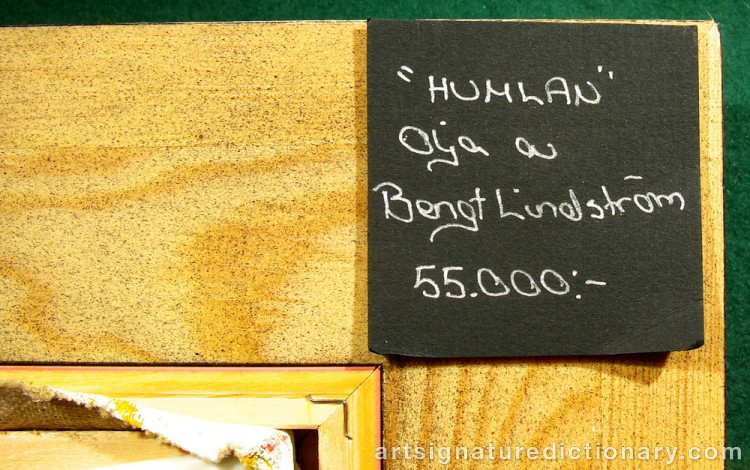 "HUMLAN"
Olja av
Bengt Lindström
55.000:-
artsignaturedictionary.com